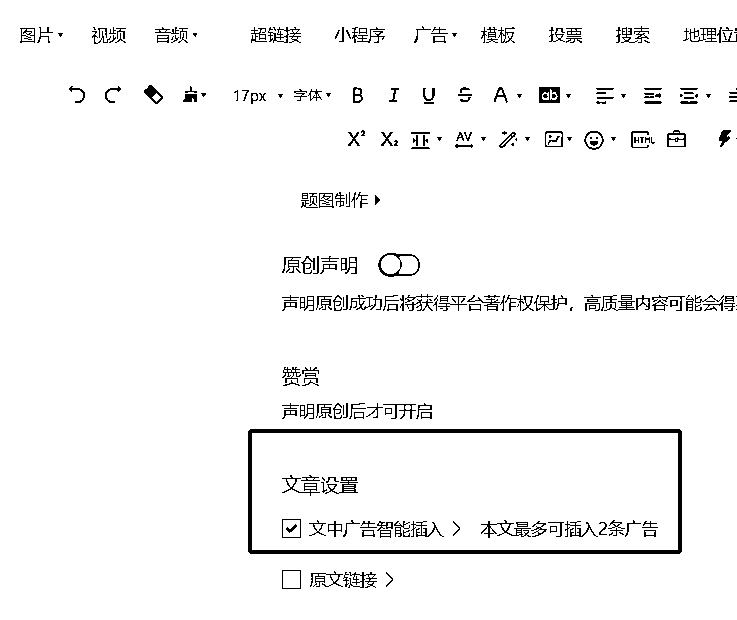 图片 视频 音频 超链接 小程序 广告 模板 投票 搜索 地理位
17px 字体 B I U S A ab
X² X₂ AV HTML
题图制作
原创声明
声明原创成功后将获得平台著作权保护，高质量内容可能会得
赞赏
声明原创后才可开启
文章设置
文中广告智能插入 > 本文最多可插入2条广告
原文链接 >